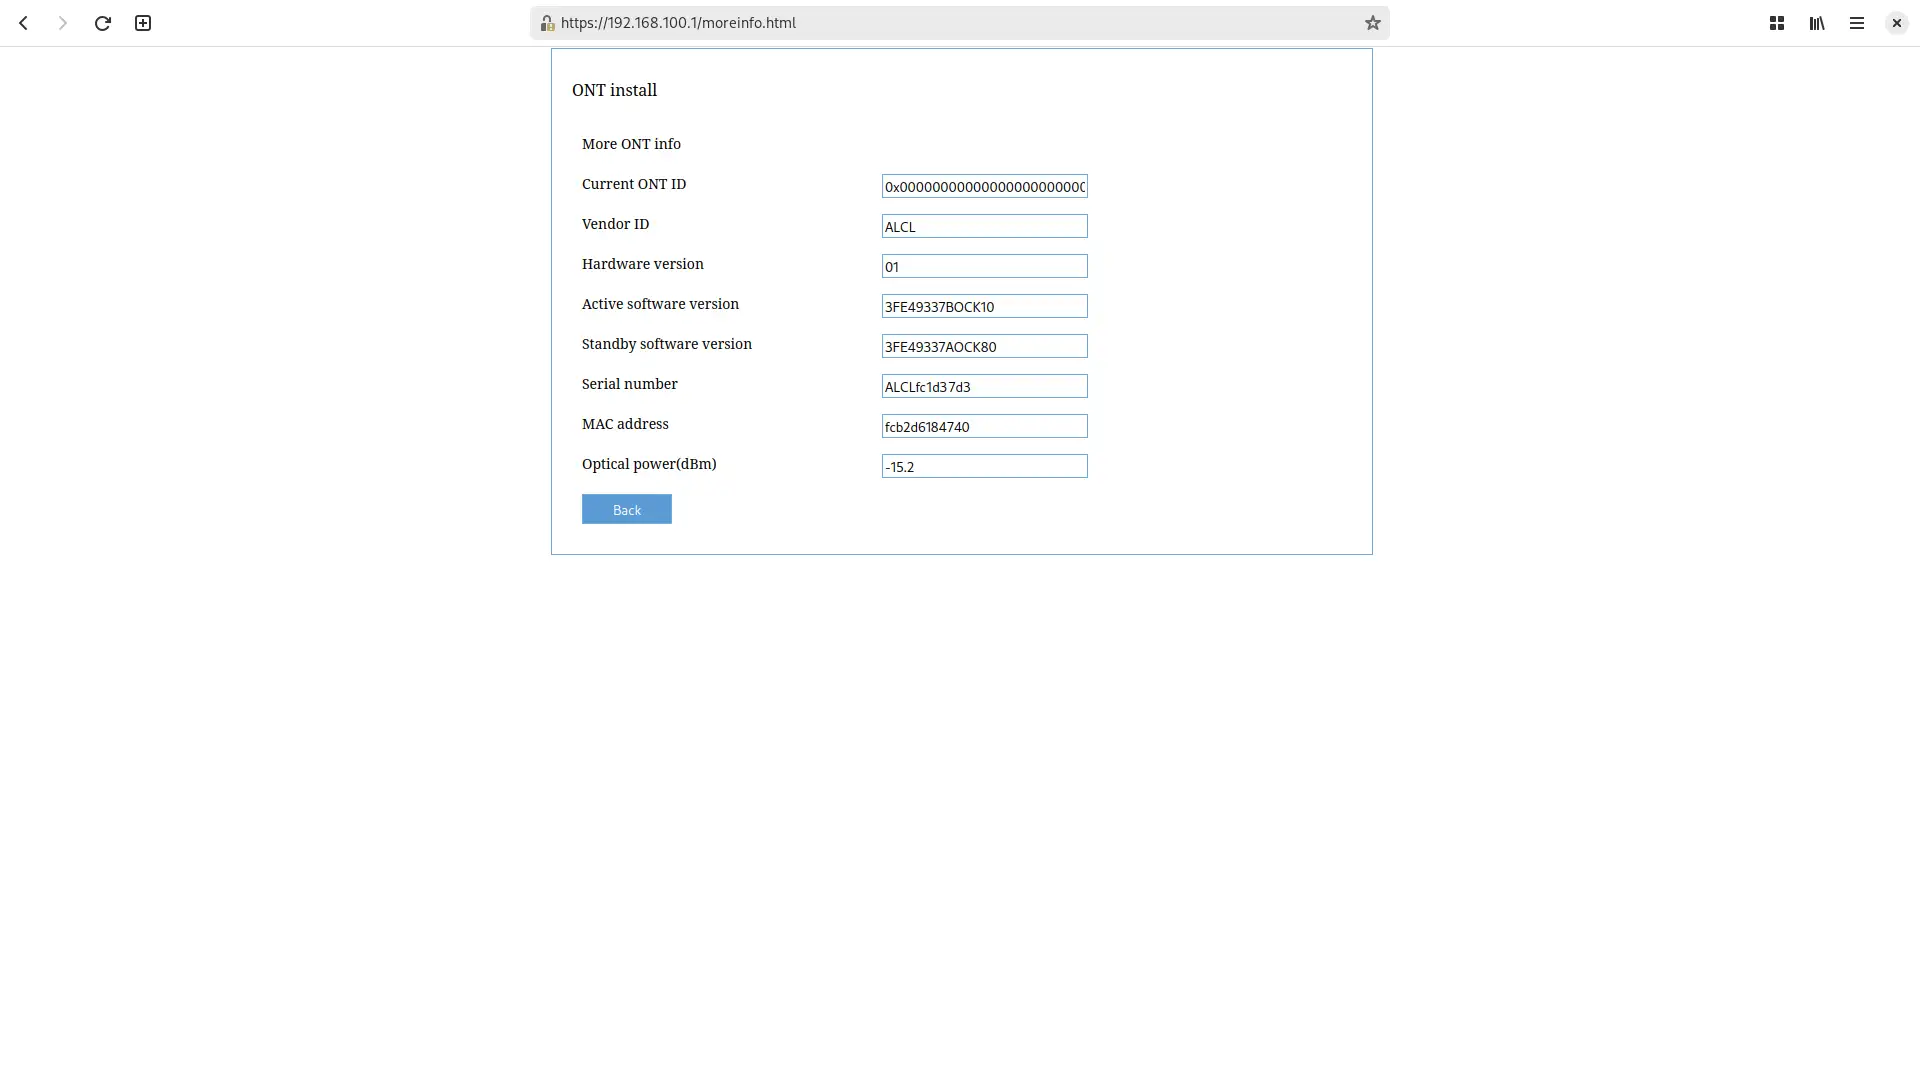 https://192.168.100.1/moreinfo.html
ONT install
More ONT info
Current ONT ID 0x00000000000000000000000
Vendor ID ALCL
Hardware version 01
Active software version 3FE49337BOCK10
Standby software version 3FE49337AOCK80
Serial number ALCLfc1d37d3
MAC address fcb2d6184740
Optical power(dBm) -15.2
Back